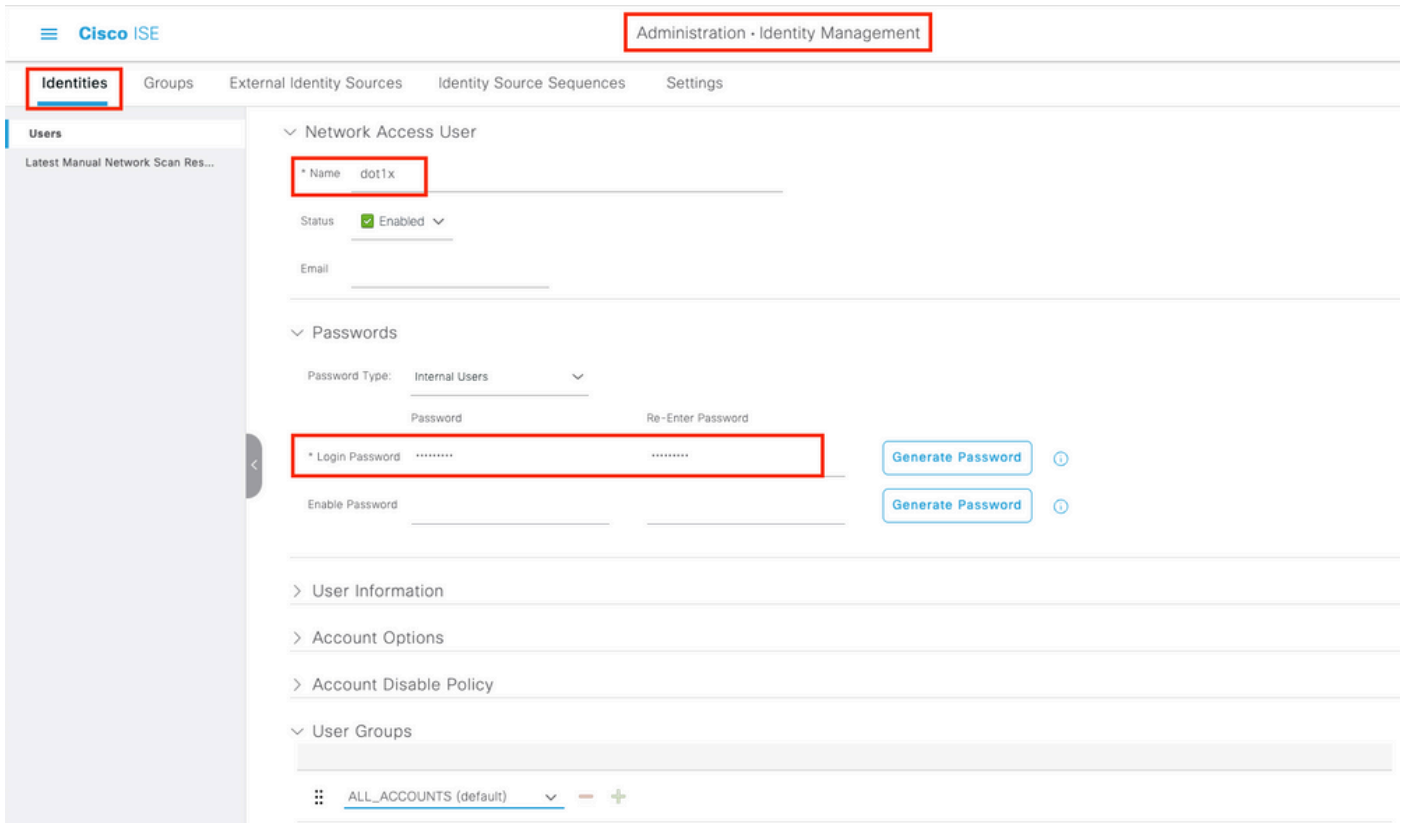 Cisco ISE
Administration · Identity Management
Identities Groups External Identity Sources Identity Source Sequences Settings
Users
Latest Manual Network Scan Res...
Network Access User
* Name dot1x
Status Enabled
Email
Passwords
Password Type: Internal Users
Password Re-Enter Password
* Login Password ········· ········· Generate Password
Enable Password Generate Password
User Information
Account Options
Account Disable Policy
User Groups
ALL_ACCOUNTS (default)